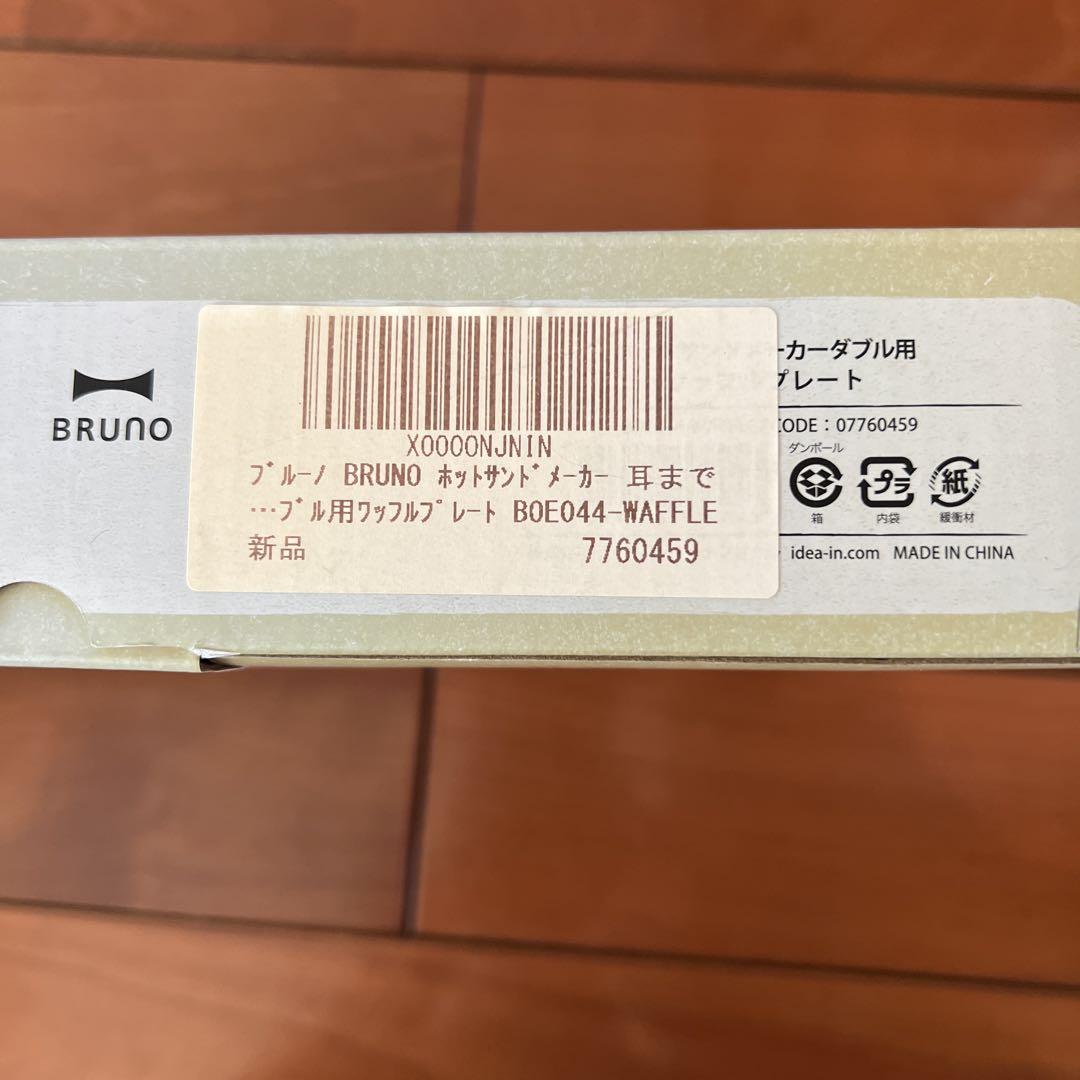 BRUNO
X0000NJNIN
ﾌﾞﾙｰﾉ BRUNO ﾎｯﾄｻﾝﾄﾞﾒｰｶｰ 耳まで
…ﾌﾞﾙ用ﾜｯﾌﾙﾌﾟﾚｰﾄ BOE044-WAFFLE
新品 7760459
ーカーダブル用
プレート
CODE : 07760459
ダンボール
プラ
紙
箱
内袋
緩衝材
idea-in.com MADE IN CHINA